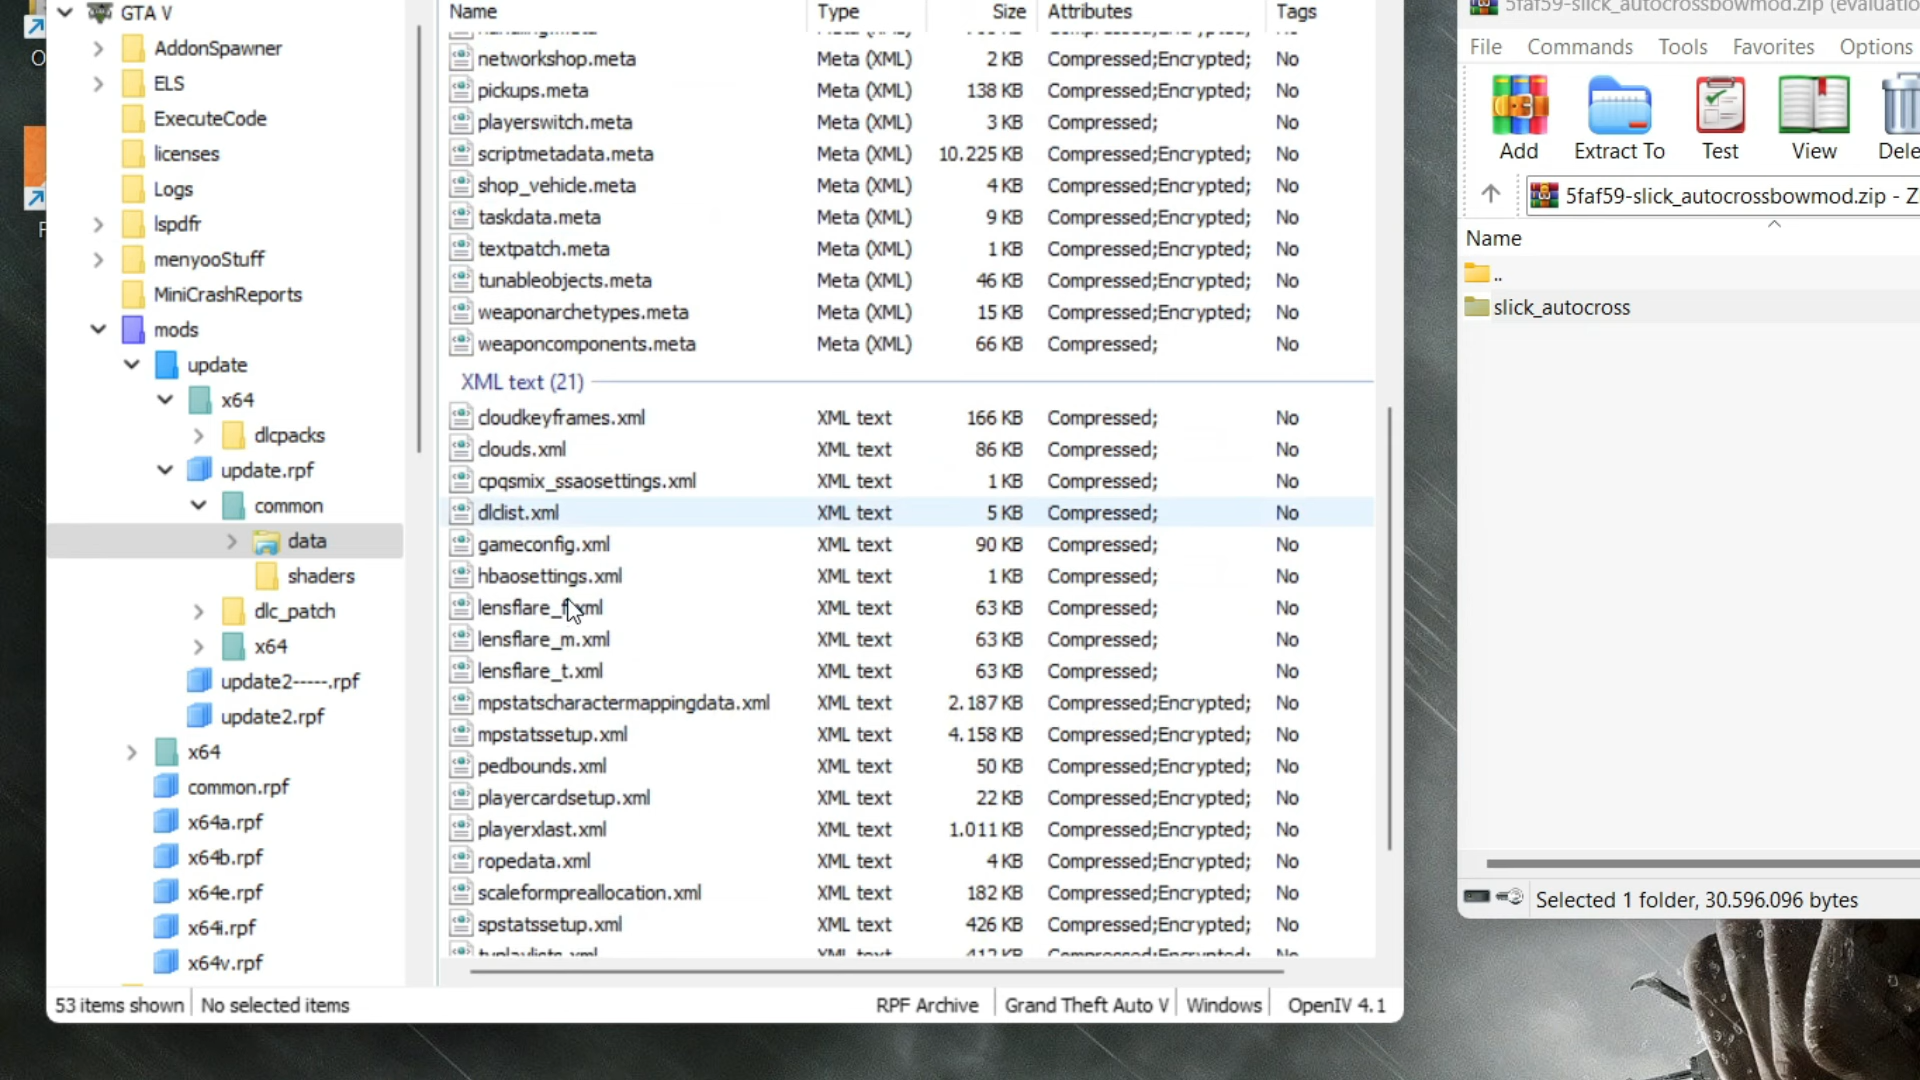 GTA V
AddonSpawner
ELS
ExecuteCode
licenses
Logs
lspdfr
menyooStuff
MiniCrashReports
mods
update
x64
dlcpacks
update.rpf
common
data
shaders
dlc_patch
x64
update2-----.rpf
update2.rpf
x64
common.rpf
x64a.rpf
x64b.rpf
x64e.rpf
x64i.rpf
x64v.rpf
53 items shown No selected items
Name Type Size Attributes Tags
networkshop.meta Meta (XML) 2 KB Compressed;Encrypted; No
pickups.meta Meta (XML) 138 KB Compressed;Encrypted; No
playerswitch.meta Meta (XML) 3 KB Compressed; No
scriptmetadata.meta Meta (XML) 10.225 KB Compressed;Encrypted; No
shop_vehicle.meta Meta (XML) 4 KB Compressed;Encrypted; No
taskdata.meta Meta (XML) 9 KB Compressed;Encrypted; No
textpatch.meta Meta (XML) 1 KB Compressed;Encrypted; No
tunableobjects.meta Meta (XML) 46 KB Compressed;Encrypted; No
weaponarchetypes.meta Meta (XML) 15 KB Compressed;Encrypted; No
weaponcomponents.meta Meta (XML) 66 KB Compressed; No
XML text (21)
cloudkeyframes.xml XML text 166 KB Compressed; No
clouds.xml XML text 86 KB Compressed; No
cpqsmix_ssaosettings.xml XML text 1 KB Compressed; No
dlclist.xml XML text 5 KB Compressed; No
gameconfig.xml XML text 90 KB Compressed; No
hbaosettings.xml XML text 1 KB Compressed; No
lensflare_f.xml XML text 63 KB Compressed; No
lensflare_m.xml XML text 63 KB Compressed; No
lensflare_t.xml XML text 63 KB Compressed; No
mpstatscharactermappingdata.xml XML text 2.187 KB Compressed;Encrypted; No
mpstatssetup.xml XML text 4.158 KB Compressed;Encrypted; No
pedbounds.xml XML text 50 KB Compressed;Encrypted; No
playercardsetup.xml XML text 22 KB Compressed;Encrypted; No
playerxlast.xml XML text 1.011 KB Compressed;Encrypted; No
ropedata.xml XML text 4 KB Compressed;Encrypted; No
scaleformpreallocation.xml XML text 182 KB Compressed;Encrypted; No
spstatssetup.xml XML text 426 KB Compressed;Encrypted; No
RPF Archive Grand Theft Auto V Windows OpenIV 4.1
5faf59-slick_autocrossbowmod.zip (evaluatio
File Commands Tools Favorites Options
Add Extract To Test View Dele
5faf59-slick_autocrossbowmod.zip - Z
Name
..
slick_autocross
Selected 1 folder, 30.596.096 bytes